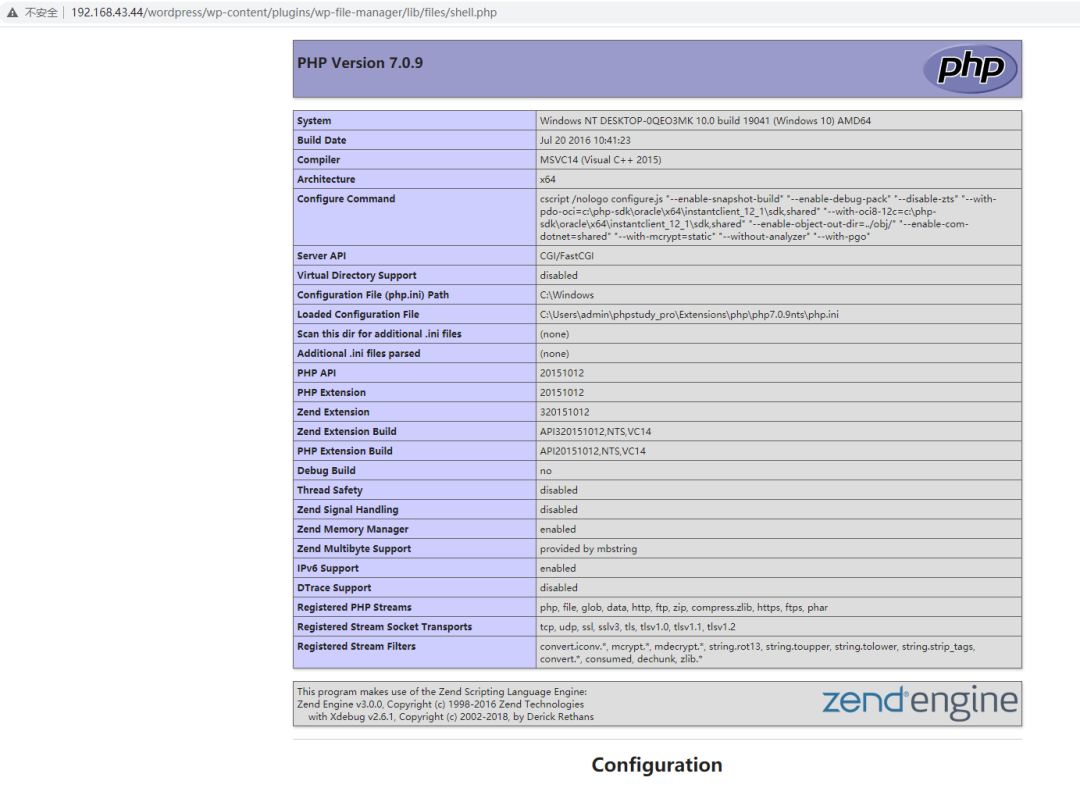 不安全 192.168.43.44/wordpress/wp-content/plugins/wp-file-manager/lib/files/shell.php
PHP Version 7.0.9
php
System Windows NT DESKTOP-0QEO3MK 10.0 build 19041 (Windows 10) AMD64
Build Date Jul 20 2016 10:41:23
Compiler MSVC14 (Visual C++ 2015)
Architecture x64
Configure Command cscript /nologo configure.js "--enable-snapshot-build" "--enable-debug-pack" "--disable-zts" "--with-
pdo-oci=c:\php-sdk\oracle\x64\instantclient_12_1\sdk,shared" "--with-oci8-12c=c:\php-
sdk\oracle\x64\instantclient_12_1\sdk,shared" "--enable-object-out-dir=../obj/" "--enable-com-
dotnet=shared" "--with-mcrypt=static" "--without-analyzer" "--with-pgo"
Server API CGI/FastCGI
Virtual Directory Support disabled
Configuration File (php.ini) Path C:\Windows
Loaded Configuration File C:\Users\admin\phpstudy_pro\Extensions\php\php7.0.9nts\php.ini
Scan this dir for additional .ini files (none)
Additional .ini files parsed (none)
PHP API 20151012
PHP Extension 20151012
Zend Extension 320151012
Zend Extension Build API320151012,NTS,VC14
PHP Extension Build API20151012,NTS,VC14
Debug Build no
Thread Safety disabled
Zend Signal Handling disabled
Zend Memory Manager enabled
Zend Multibyte Support provided by mbstring
IPv6 Support enabled
DTrace Support disabled
Registered PHP Streams php, file, glob, data, http, ftp, zip, compress.zlib, https, ftps, phar
Registered Stream Socket Transports tcp, udp, ssl, sslv3, tls, tlsv1.0, tlsv1.1, tlsv1.2
Registered Stream Filters convert.iconv.*, mcrypt.*, mdecrypt.*, string.rot13, string.toupper, string.tolower, string.strip_tags,
convert.*, consumed, dechunk, zlib.*
This program makes use of the Zend Scripting Language Engine:
Zend Engine v3.0.0, Copyright (c) 1998-2016 Zend Technologies
with Xdebug v2.6.1, Copyright (c) 2002-2018, by Derick Rethans
zend engine
Configuration